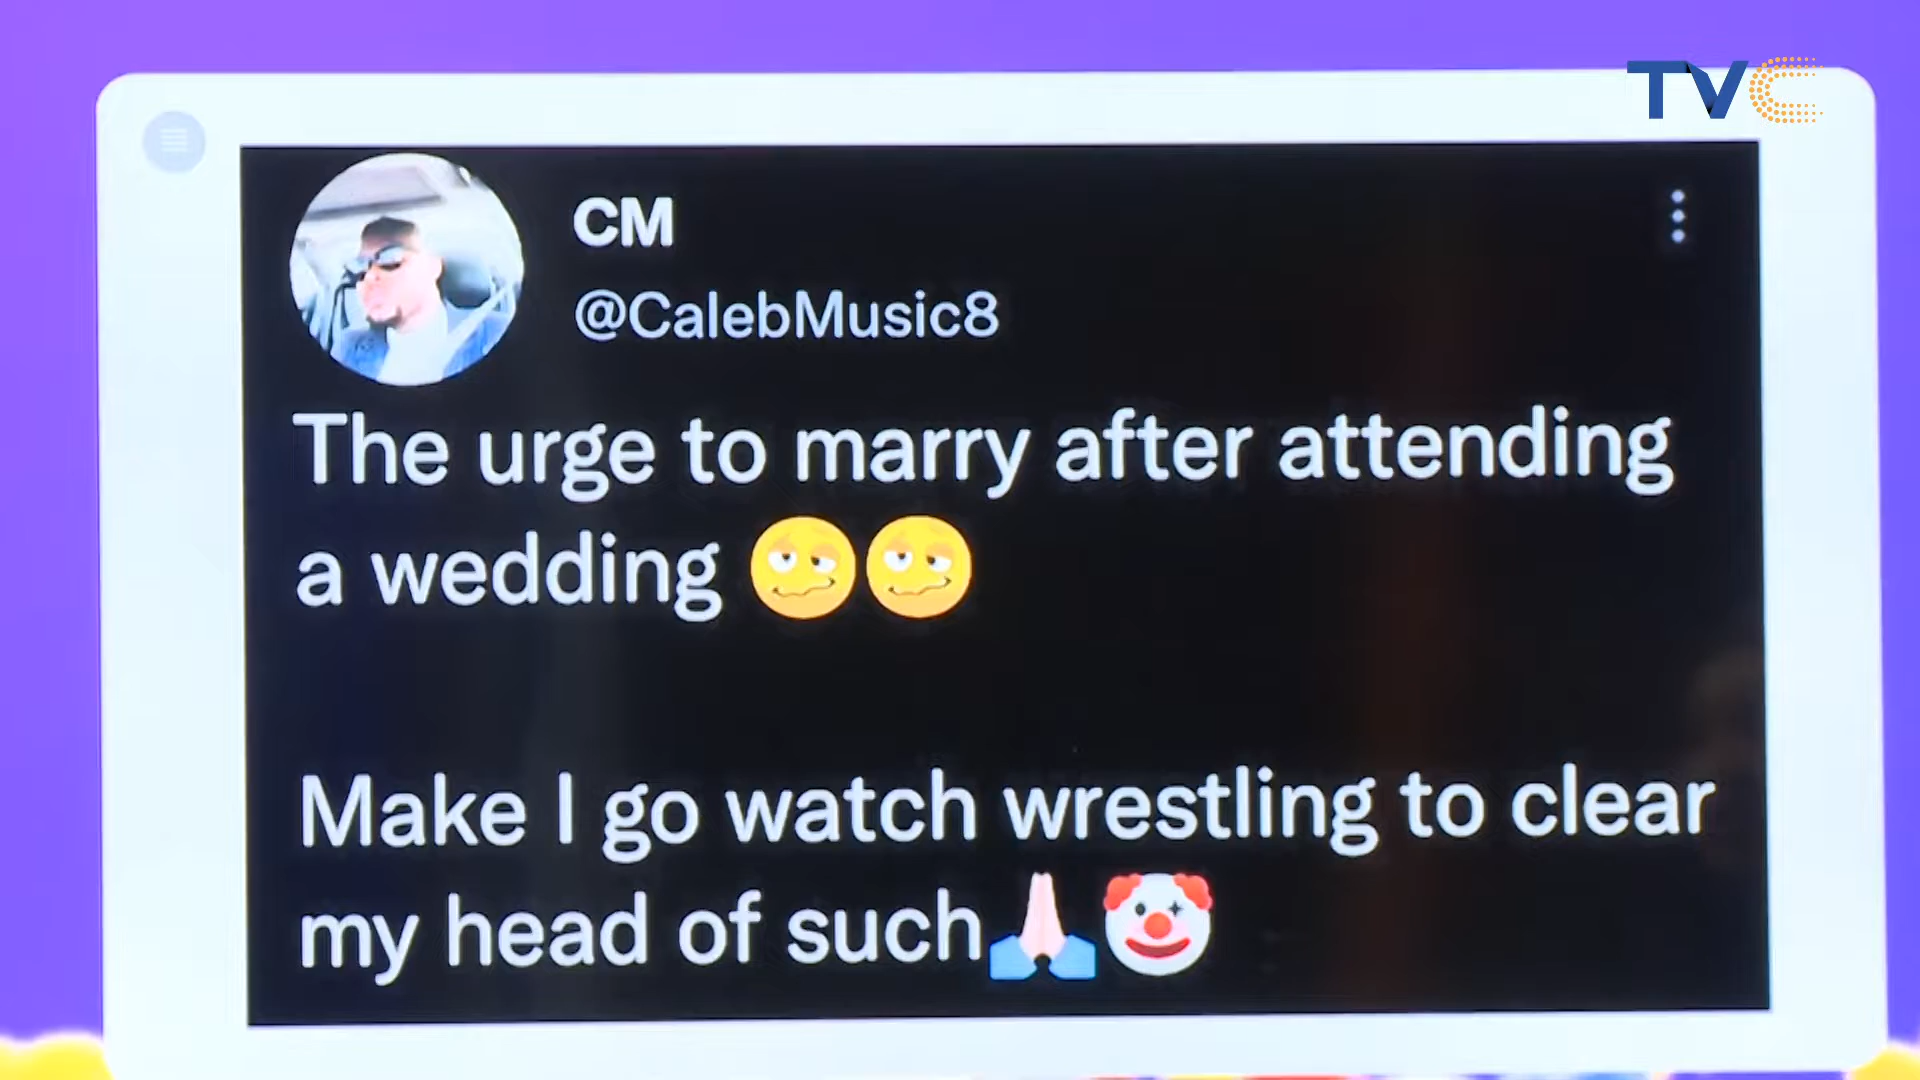 TVC
CM
@CalebMusic8
The urge to marry after attending
a wedding 🥴🥴
Make I go watch wrestling to clear
my head of such🙏🏻🤡